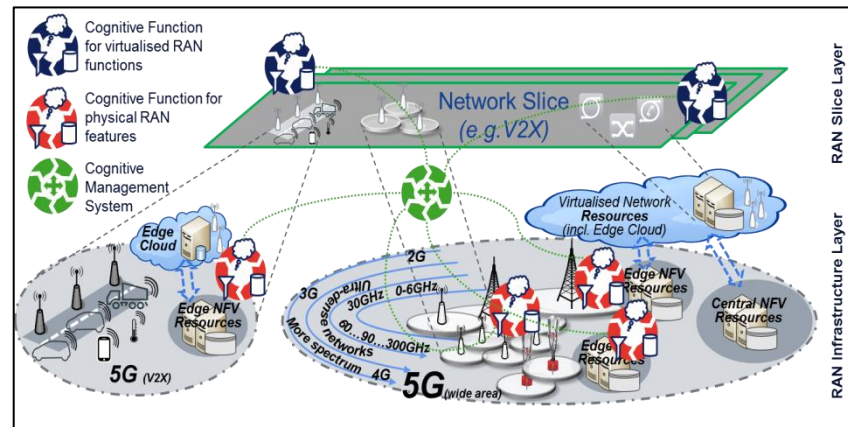 Cognitive Function
for virtualised RAN
functions
Cognitive Function for
physical RAN
features
Cognitive
Management
System
Network Slice
(e.g. V2X)
RAN Slice Layer
Edge
Cloud
Edge NFV
Resources
5G (V2X)
Virtualised Network
Resources
(incl. Edge Cloud)
2G
3G
Ultra-dense networks
30GHz
0-6GHz
60...90...300GHz
More spectrum
4G
5G (wide area)
Edge NFV
Resources
Edge
Resources
Central NFV
Resources
RAN Infrastructure Layer